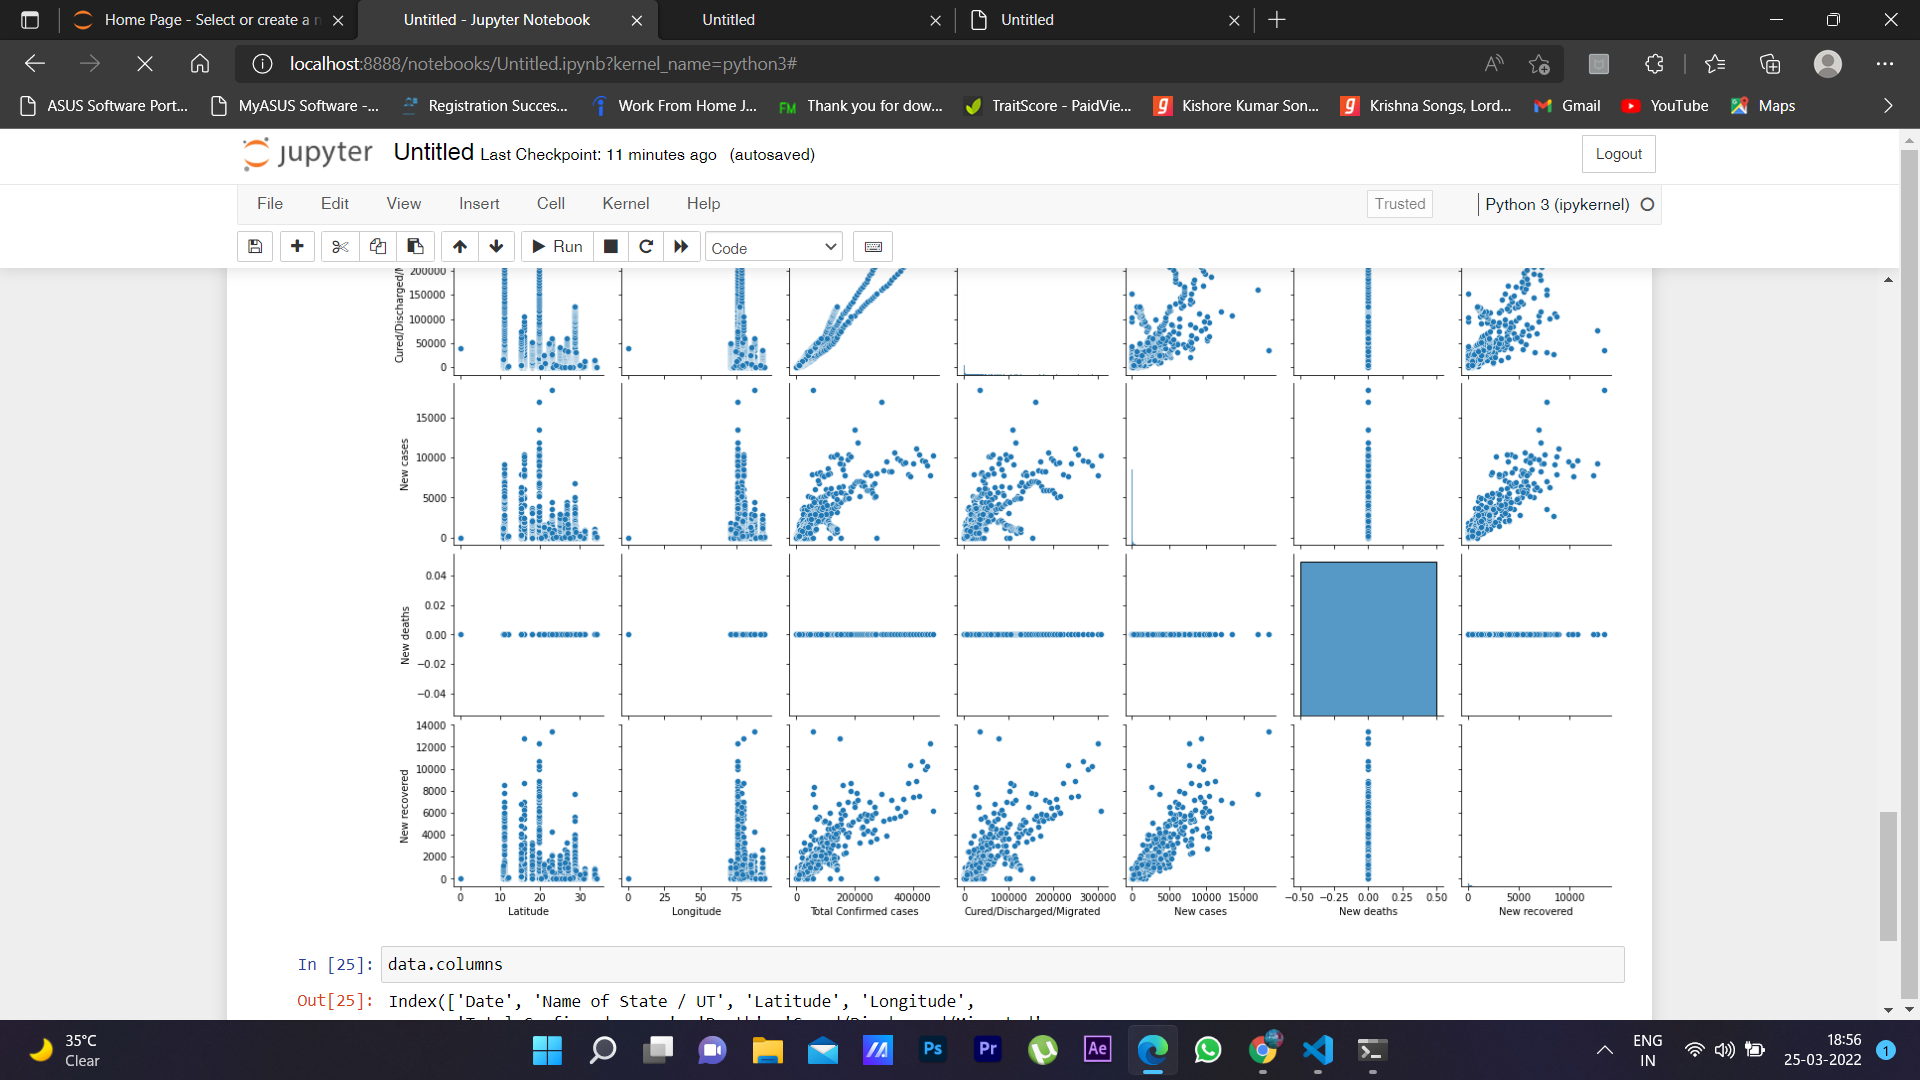 Home Page - Select or create a n
Untitled - Jupyter Notebook
Untitled
Untitled
localhost:8888/notebooks/Untitled.ipynb?kernel_name=python3#
ASUS Software Port...
MyASUS Software -...
Registration Succes...
Work From Home J...
FM Thank you for dow...
TraitScore - PaidVie...
g Kishore Kumar Son...
g Krishna Songs, Lord...
Gmail
YouTube
Maps
jupyter Untitled Last Checkpoint: 11 minutes ago (autosaved)
Logout
File Edit View Insert Cell Kernel Help
Trusted
Python 3 (ipykernel)
Run
Code
Cured/Discharged/
200000
150000
100000
50000
0
New cases
15000
10000
5000
0
New deaths
0.04
0.02
0.00
−0.02
−0.04
New recovered
14000
12000
10000
8000
6000
4000
2000
0
0 10 20 30
0 25 50 75
0 200000 400000
0 100000 200000 300000
0 5000 10000 15000
−0.50 −0.25 0.00 0.25 0.50
0 5000 10000
Latitude
Longitude
Total Confirmed cases
Cured/Discharged/Migrated
New cases
New deaths
New recovered
In [25]: data.columns
Out[25]: Index(['Date', 'Name of State / UT', 'Latitude', 'Longitude',
35°C
Clear
Ps
Pr
Ae
ENG
IN
18:56
25-03-2022
1